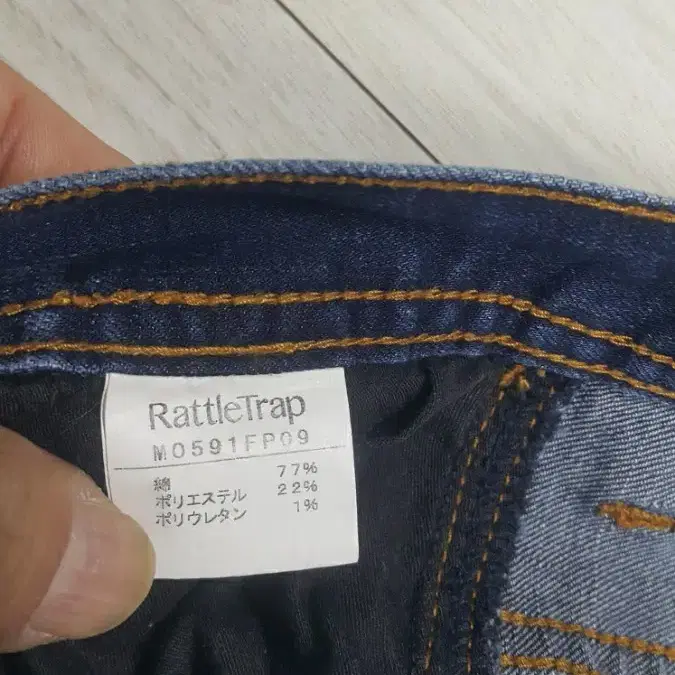 RattleTrap
M0591FP09
綿 77%
ポリエステル 22%
ポリウレタン 1%